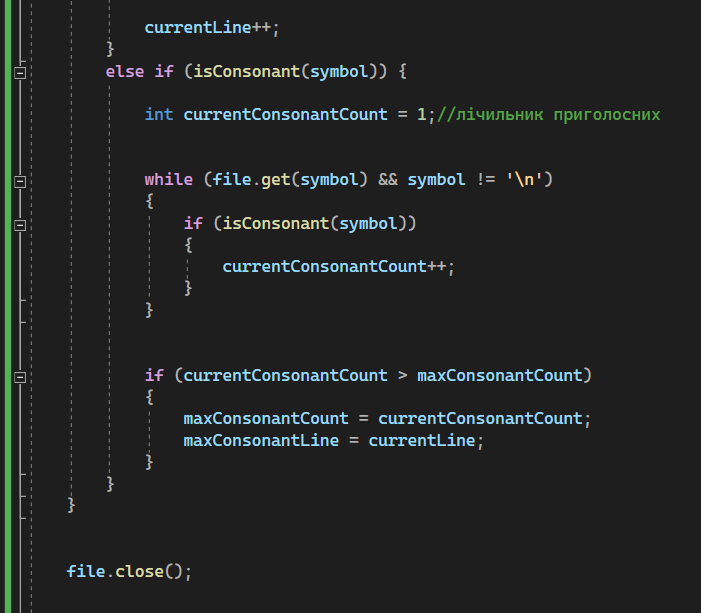 currentLine++;
}
else if (isConsonant(symbol)) {
int currentConsonantCount = 1;//лічильник приголосних
while (file.get(symbol) && symbol != '\n')
{
if (isConsonant(symbol))
{
currentConsonantCount++;
}
}
if (currentConsonantCount > maxConsonantCount)
{
maxConsonantCount = currentConsonantCount;
maxConsonantLine = currentLine;
}
}
}
file.close();